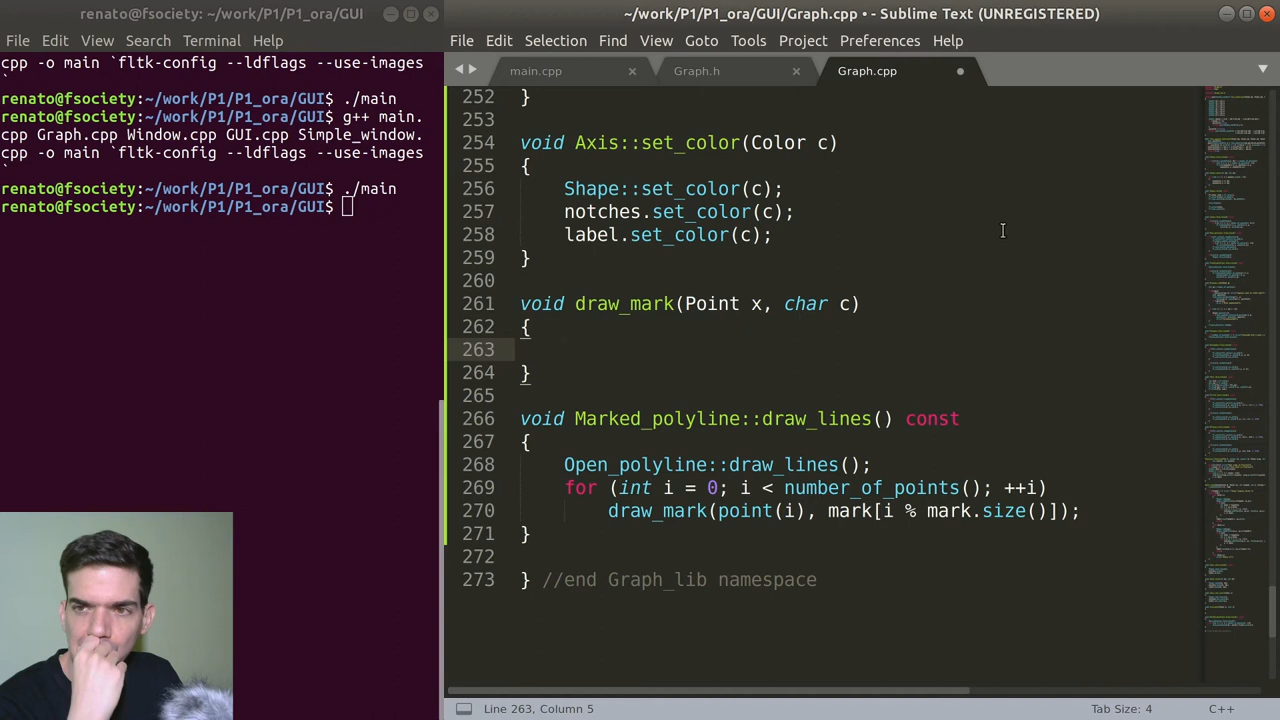 renato@fsociety: ~/work/P1/P1_ora/GUI
File Edit View Search Terminal Help
cpp -o main `fltk-config --ldflags --use-images
`
renato@fsociety:~/work/P1/P1_ora/GUI$ ./main
renato@fsociety:~/work/P1/P1_ora/GUI$ g++ main.
cpp Graph.cpp Window.cpp GUI.cpp Simple_window.
cpp -o main `fltk-config --ldflags --use-images
`
renato@fsociety:~/work/P1/P1_ora/GUI$ ./main
renato@fsociety:~/work/P1/P1_ora/GUI$
~/work/P1/P1_ora/GUI/Graph.cpp • - Sublime Text (UNREGISTERED)
File Edit Selection Find View Goto Tools Project Preferences Help
main.cpp Graph.h Graph.cpp
252 }
253
254 void Axis::set_color(Color c)
255 {
256 Shape::set_color(c);
257 notches.set_color(c);
258 label.set_color(c);
259 }
260
261 void draw_mark(Point x, char c)
262 {
263
264 }
265
266 void Marked_polyline::draw_lines() const
267 {
268 Open_polyline::draw_lines();
269 for (int i = 0; i < number_of_points(); ++i)
270 draw_mark(point(i), mark[i % mark.size()]);
271 }
272
273 } //end Graph_lib namespace
Line 263, Column 5 Tab Size: 4 C++